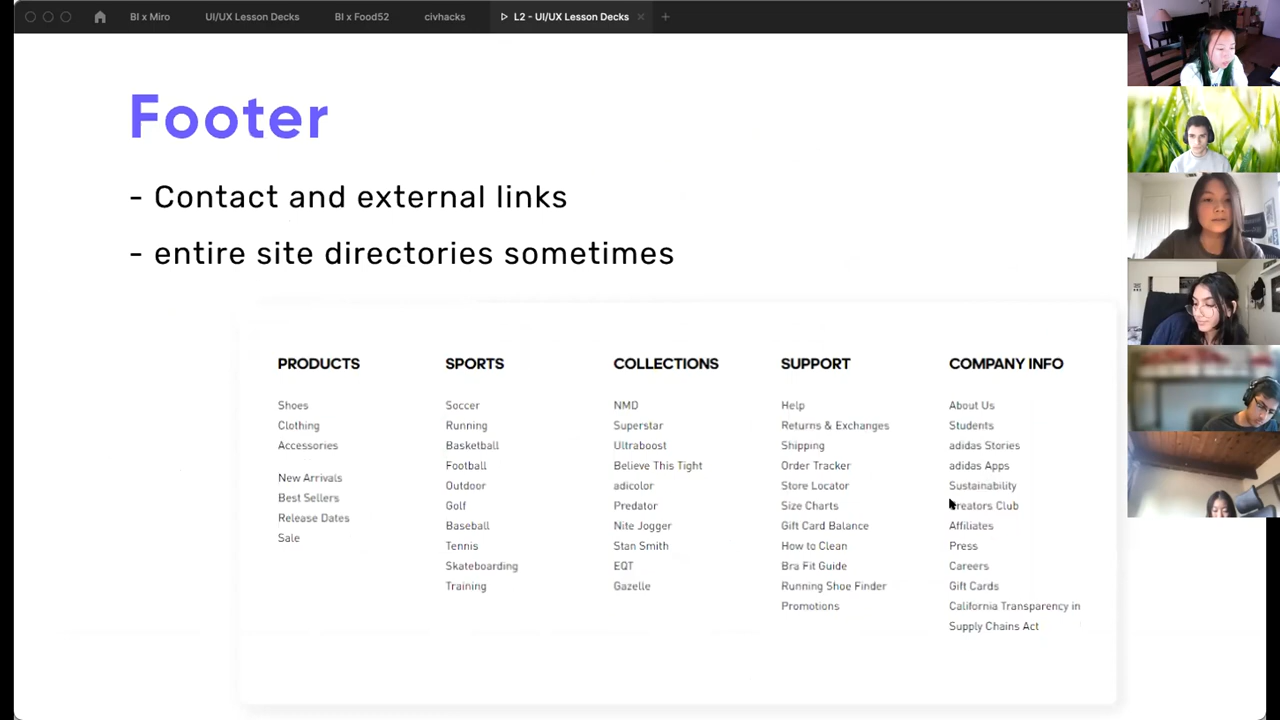 BI x Miro
UI/UX Lesson Decks
BI x Food52
civhacks
L2 - UI/UX Lesson Decks
Footer
- Contact and external links
- entire site directories sometimes
PRODUCTS
Shoes
Clothing
Accessories
New Arrivals
Best Sellers
Release Dates
Sale
SPORTS
Soccer
Running
Basketball
Football
Outdoor
Golf
Baseball
Tennis
Skateboarding
Training
COLLECTIONS
NMD
Superstar
Ultraboost
Believe This Tight
adicolor
Predator
Nite Jogger
Stan Smith
EQT
Gazelle
SUPPORT
Help
Returns & Exchanges
Shipping
Order Tracker
Store Locator
Size Charts
Gift Card Balance
How to Clean
Bra Fit Guide
Running Shoe Finder
Promotions
COMPANY INFO
About Us
Students
adidas Stories
adidas Apps
Sustainability
Creators Club
Affiliates
Press
Careers
Gift Cards
California Transparency in
Supply Chains Act